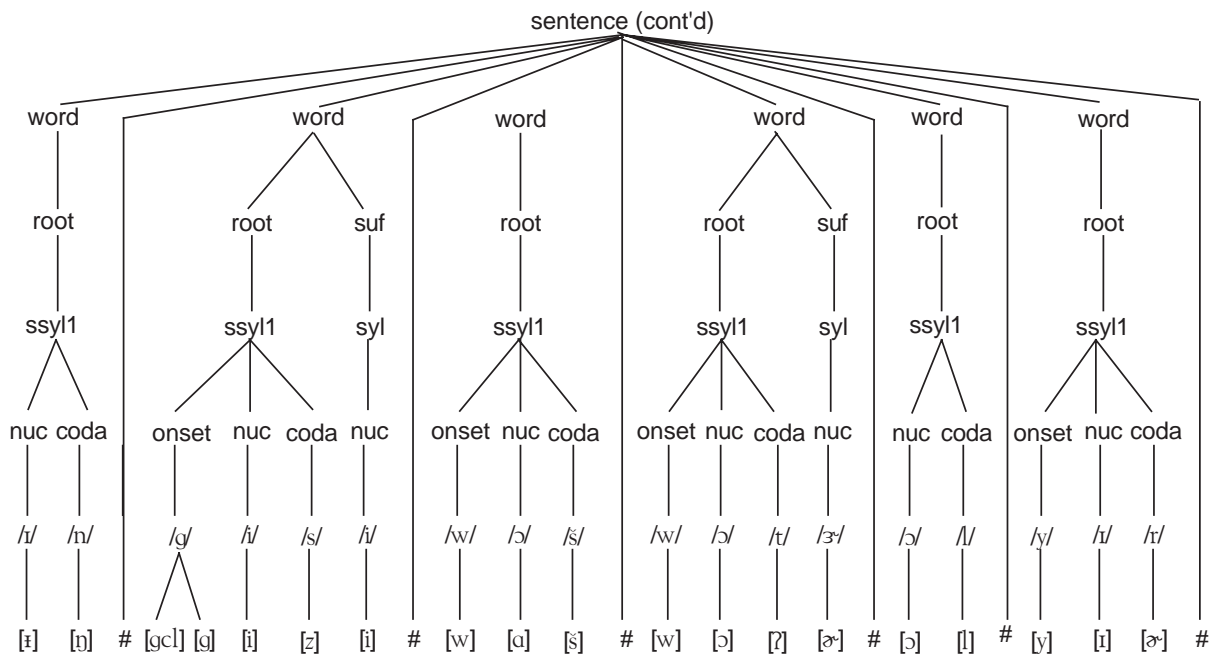 sentence (cont'd)
word word word word word word
root root suf root root suf root root
ssyl1 ssyl1 syl ssyl1 ssyl1 syl ssyl1 ssyl1
nuc coda onset nuc coda nuc onset nuc coda onset nuc coda nuc nuc coda onset nuc coda
/ɪ/ /n/ /g/ /i/ /s/ /i/ /w/ /ɔ/ /š/ /w/ /ɔ/ /t/ /ɝ/ /ɔ/ /l/ /y/ /ɪ/ /r/
[ɨ] [ŋ] # [gcl] [g] [i] [z] [i] # [w] [ɑ] [š] # [w] [ɔ] [ʔ] [ɚ] # [ɔ] [l] # [y] [ɪ] [ɚ] #